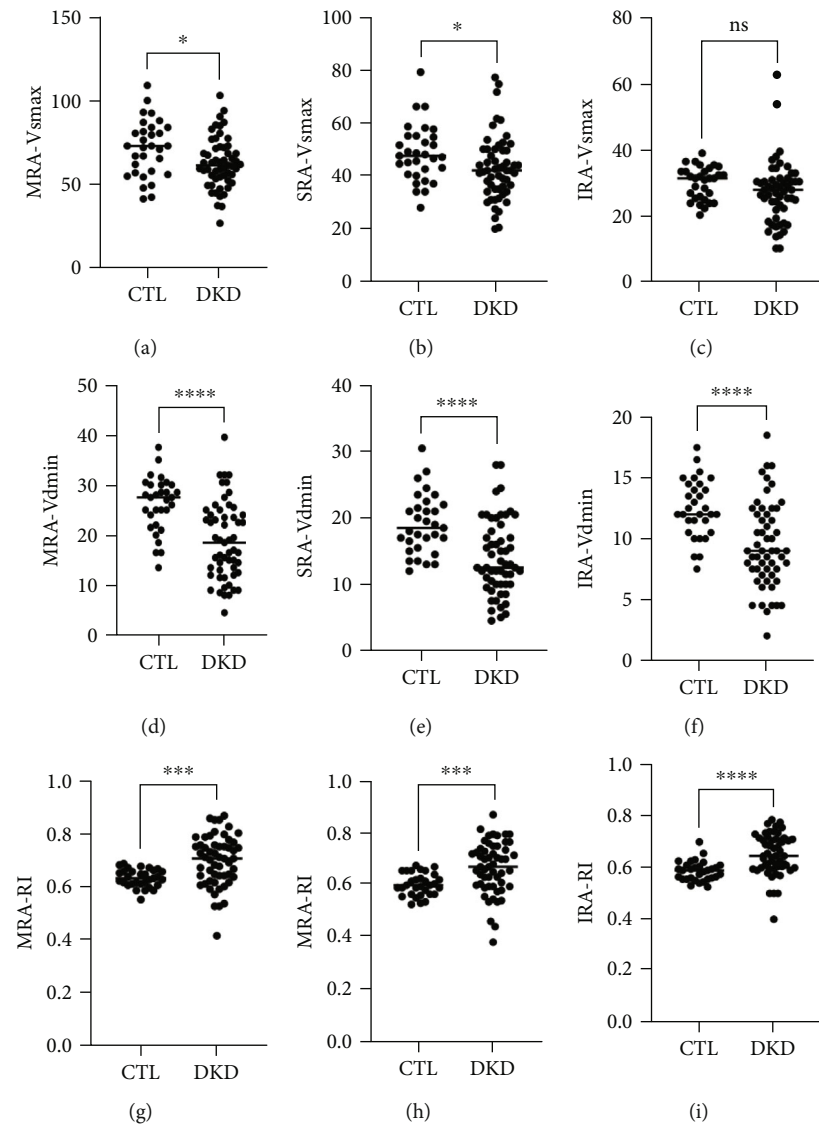 150
100
50
0
MRA-Vsmax
*
CTL DKD
(a)
100
80
60
40
20
0
SRA-Vsmax
*
CTL DKD
(b)
80
60
40
20
0
IRA-Vsmax
ns
CTL DKD
(c)
50
40
30
20
10
0
MRA-Vdmin
****
CTL DKD
(d)
40
30
20
10
0
SRA-Vdmin
****
CTL DKD
(e)
20
15
10
5
0
IRA-Vdmin
****
CTL DKD
(f)
1.0
0.8
0.6
0.4
0.2
0.0
MRA-RI
***
CTL DKD
(g)
1.0
0.8
0.6
0.4
0.2
0.0
MRA-RI
***
CTL DKD
(h)
1.0
0.8
0.6
0.4
0.2
0.0
IRA-RI
****
CTL DKD
(i)